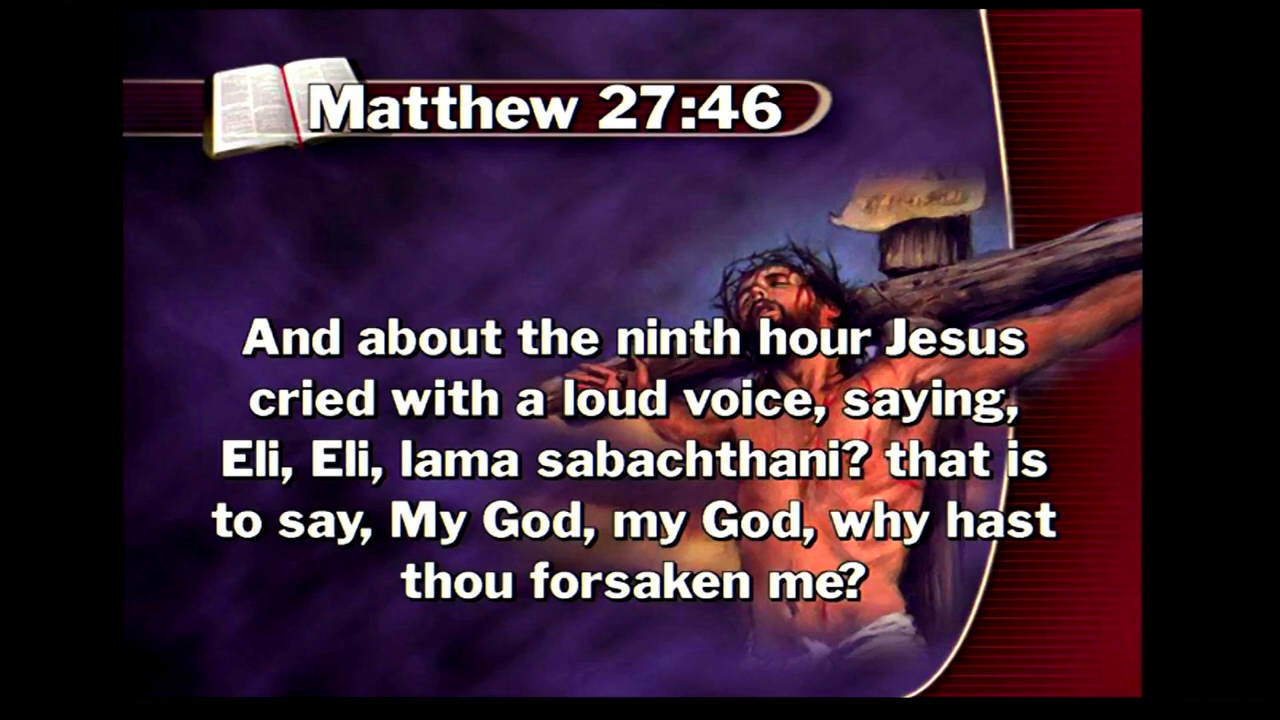 Matthew 27:46
And about the ninth hour Jesus
cried with a loud voice, saying,
Eli, Eli, lama sabachthani? that is
to say, My God, my God, why hast
thou forsaken me?